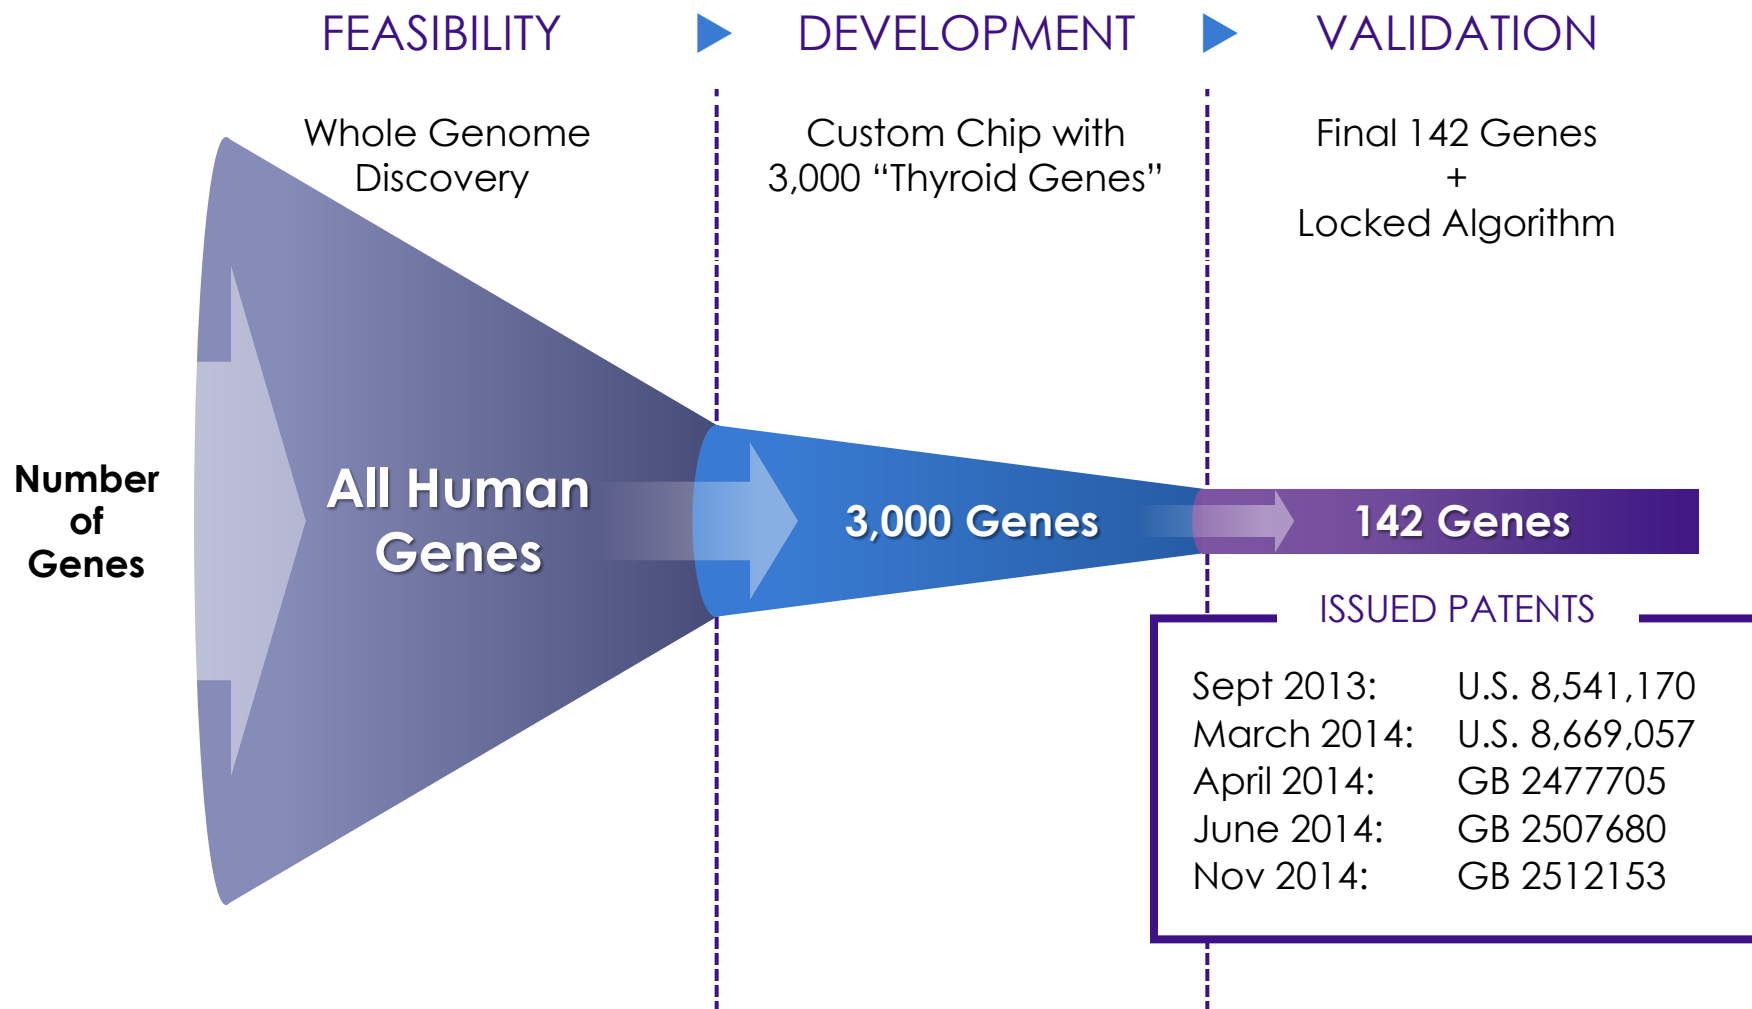 FEASIBILITY
DEVELOPMENT
VALIDATION
Whole Genome
Discovery
Custom Chip with
3,000 “Thyroid Genes”
Final 142 Genes
+
Locked Algorithm
Number
of
Genes
All Human
Genes
3,000 Genes
142 Genes
ISSUED PATENTS
Sept 2013: U.S. 8,541,170
March 2014: U.S. 8,669,057
April 2014: GB 2477705
June 2014: GB 2507680
Nov 2014: GB 2512153